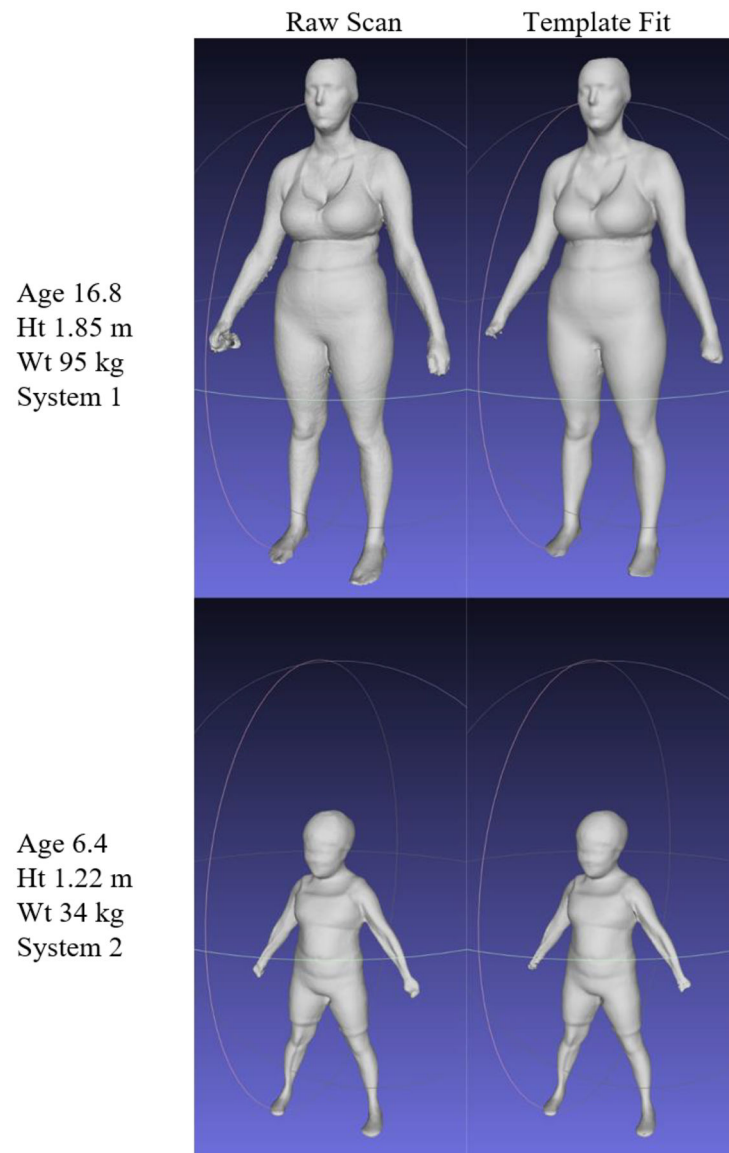 Raw Scan
Template Fit
Age 16.8
Ht 1.85 m
Wt 95 kg
System 1
Age 6.4
Ht 1.22 m
Wt 34 kg
System 2